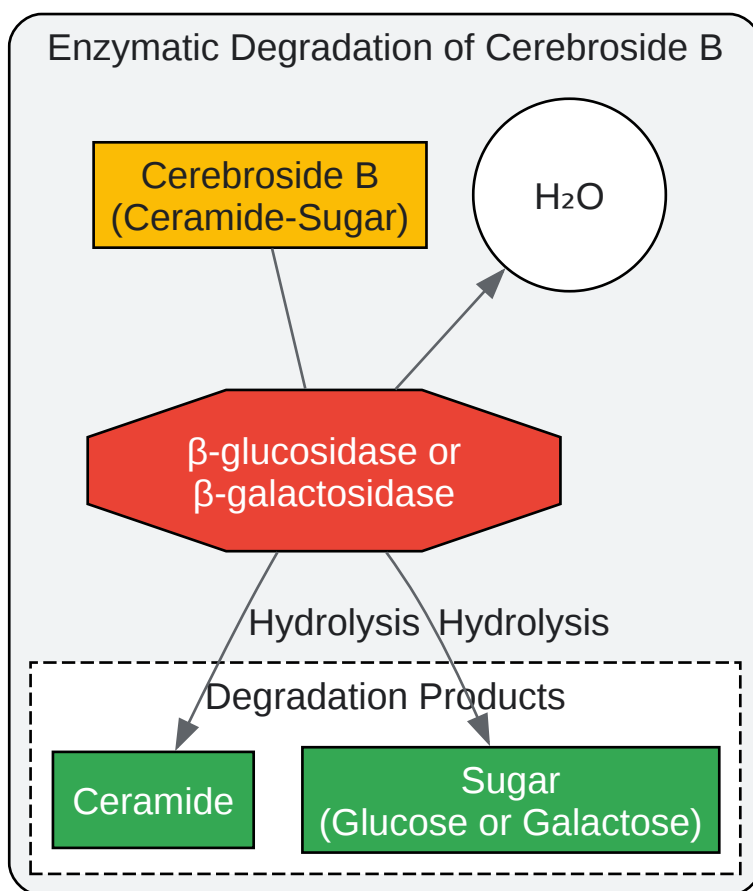 Enzymatic Degradation of Cerebroside B
Cerebroside B
(Ceramide-Sugar)
H₂O
β-glucosidase or
β-galactosidase
Hydrolysis
Hydrolysis
Degradation Products
Ceramide
Sugar
(Glucose or Galactose)